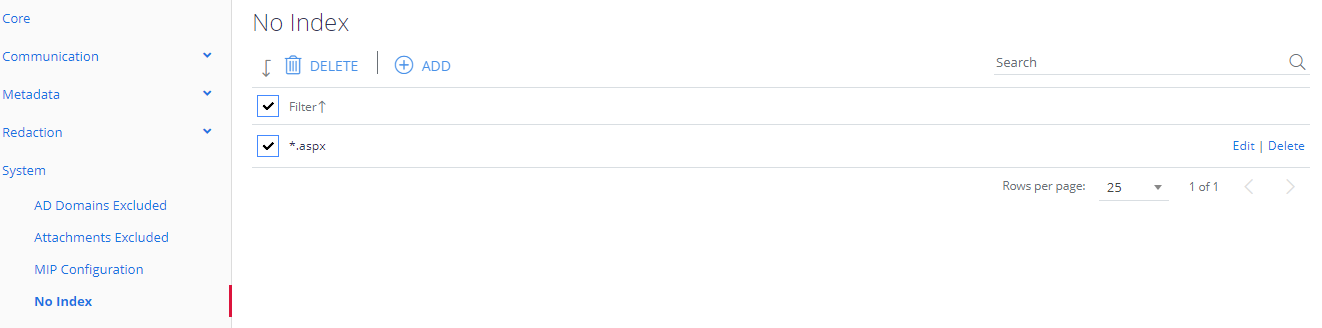 Core
Communication
Metadata
Redaction
System
AD Domains Excluded
Attachments Excluded
MIP Configuration
No Index
No Index
DELETE | ADD
Search
Filter↑
*.aspx
Edit | Delete
Rows per page: 25 1 of 1